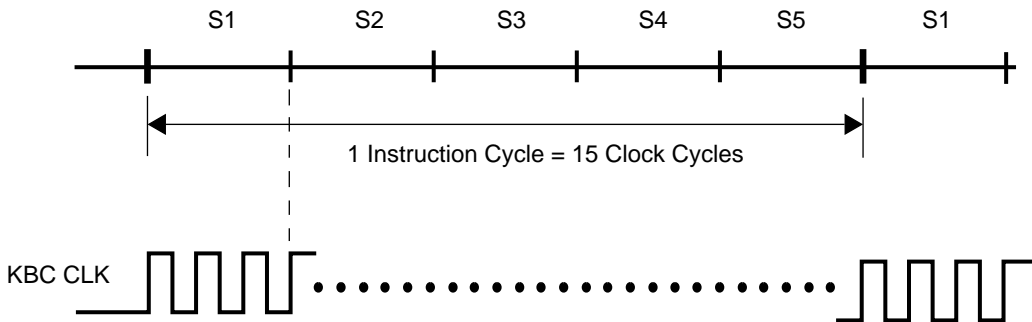 S1 S2 S3 S4 S5 S1
1 Instruction Cycle = 15 Clock Cycles
KBC CLK